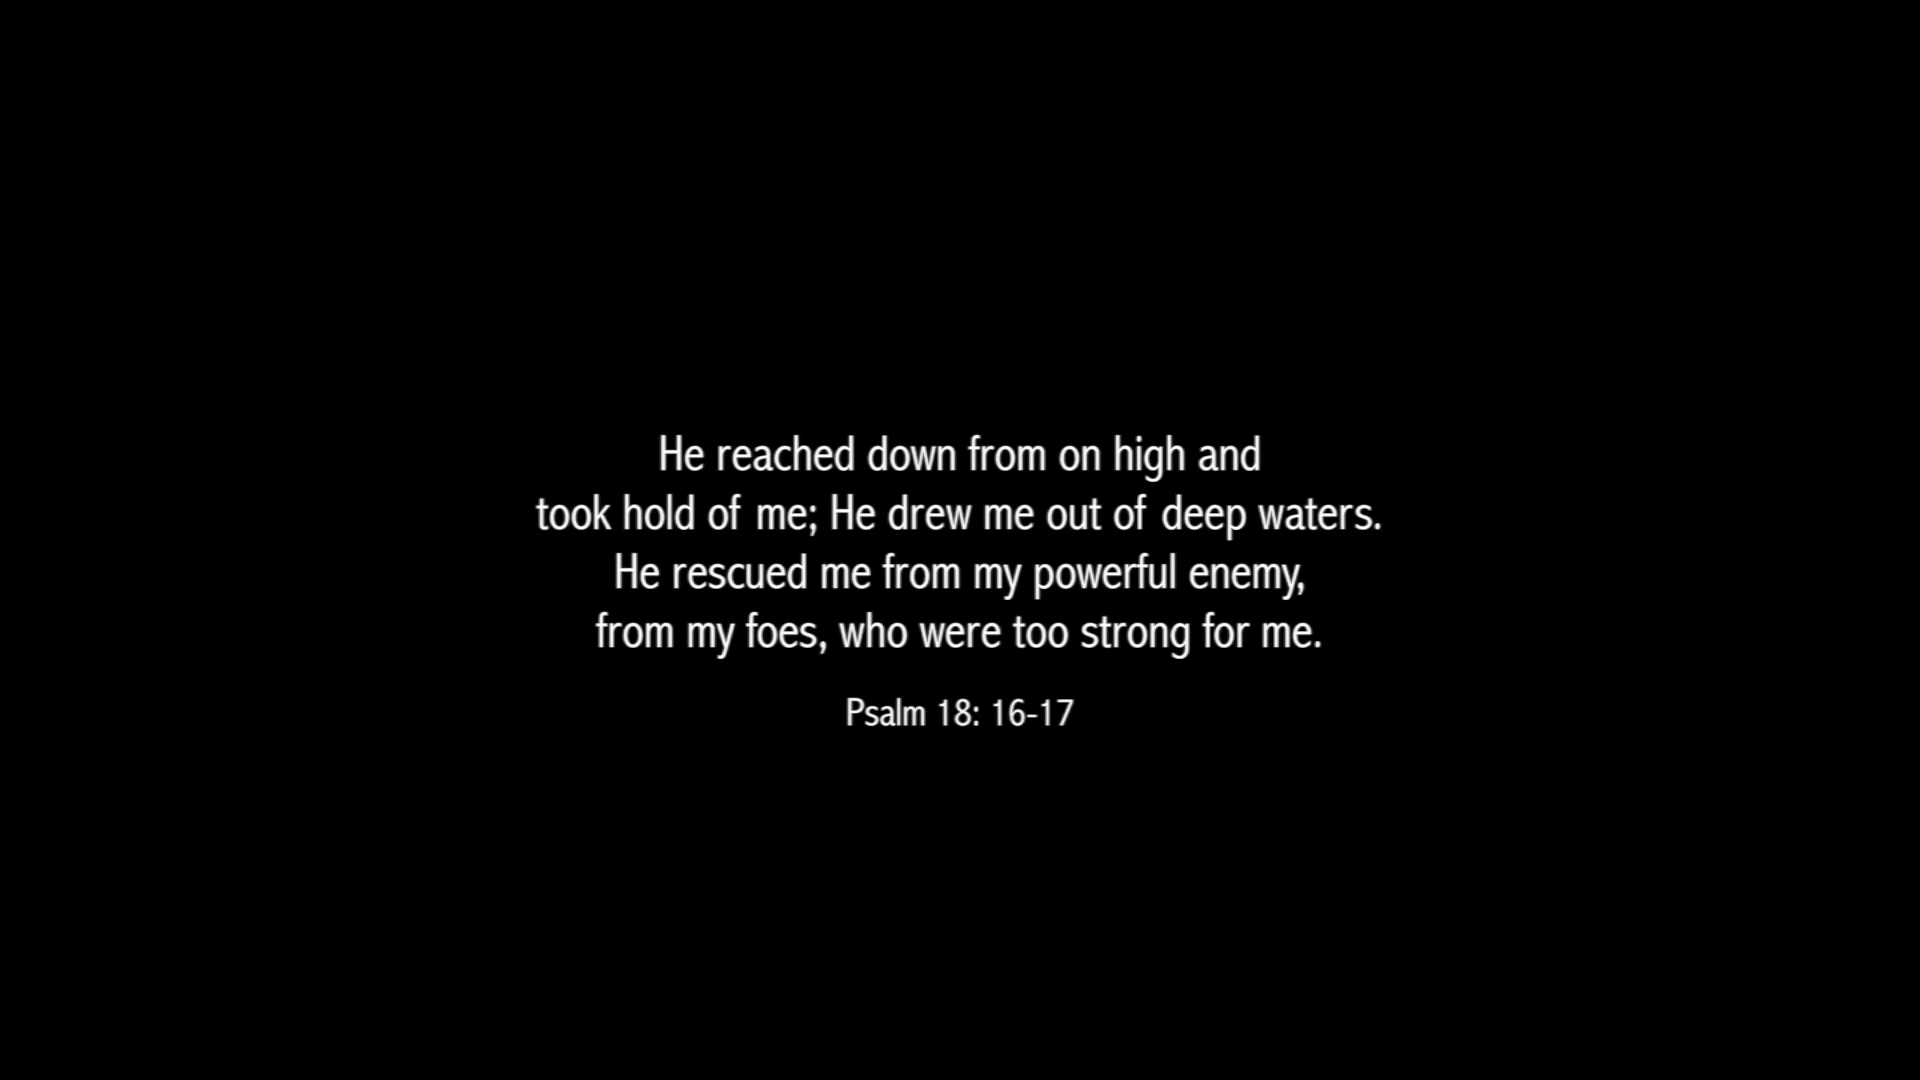 He reached down from on high and
took hold of me; He drew me out of deep waters.
He rescued me from my powerful enemy,
from my foes, who were too strong for me.
Psalm 18: 16-17